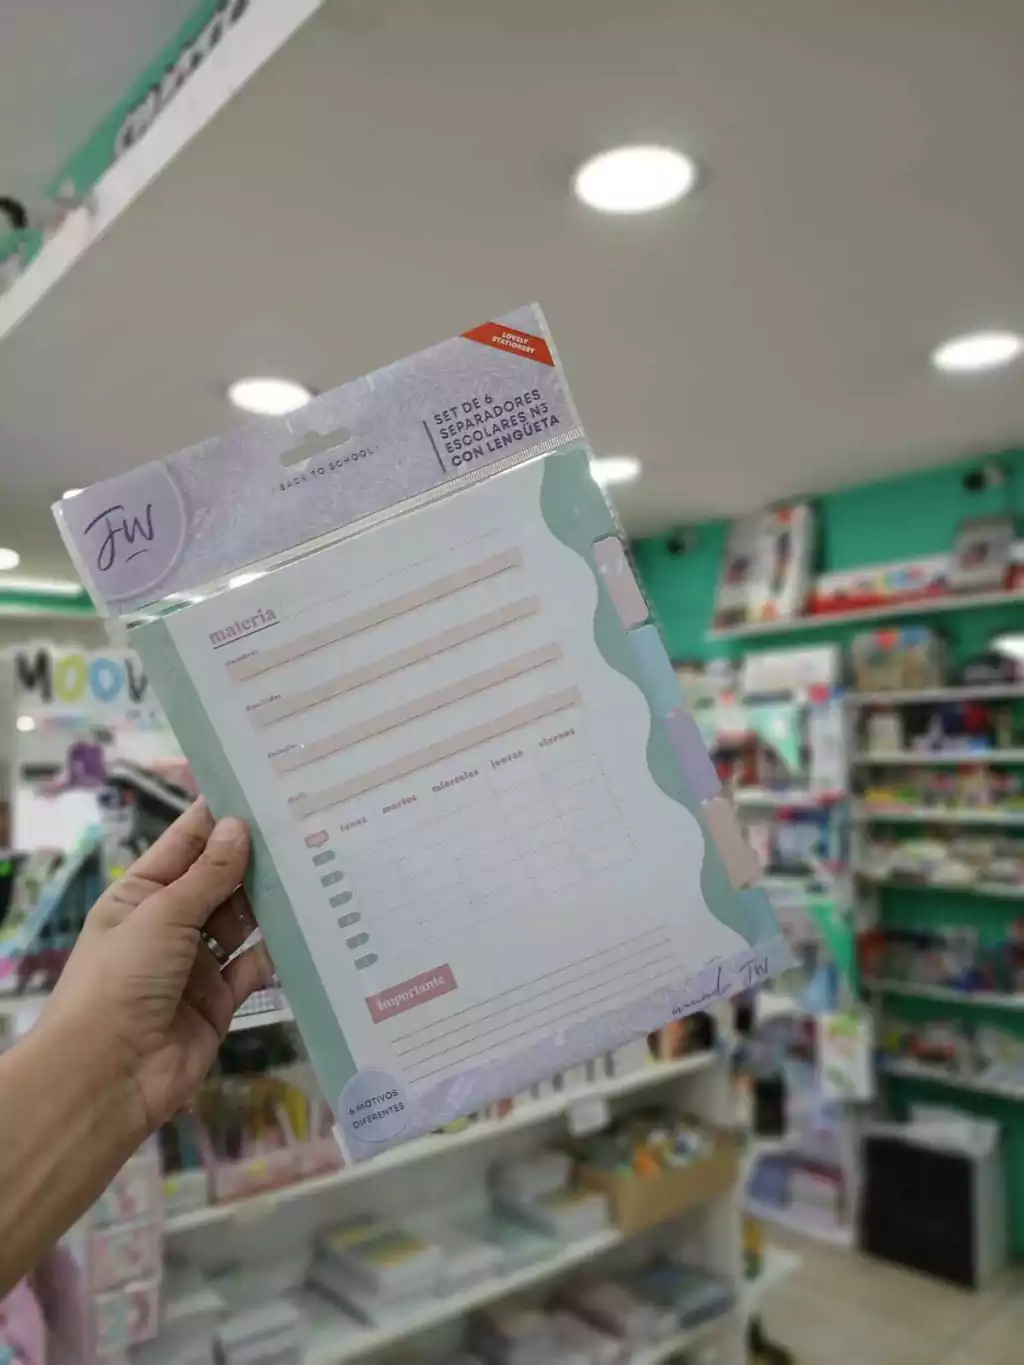 LOVELY
STATIONERY
SET DE 6
SEPARADORES
ESCOLARES N3
CON LENGÜETA
BACK TO SCHOOL!
JW
materia
lunes martes miércoles jueves viernes
importante
JW
6 MOTIVOS
DIFERENTES